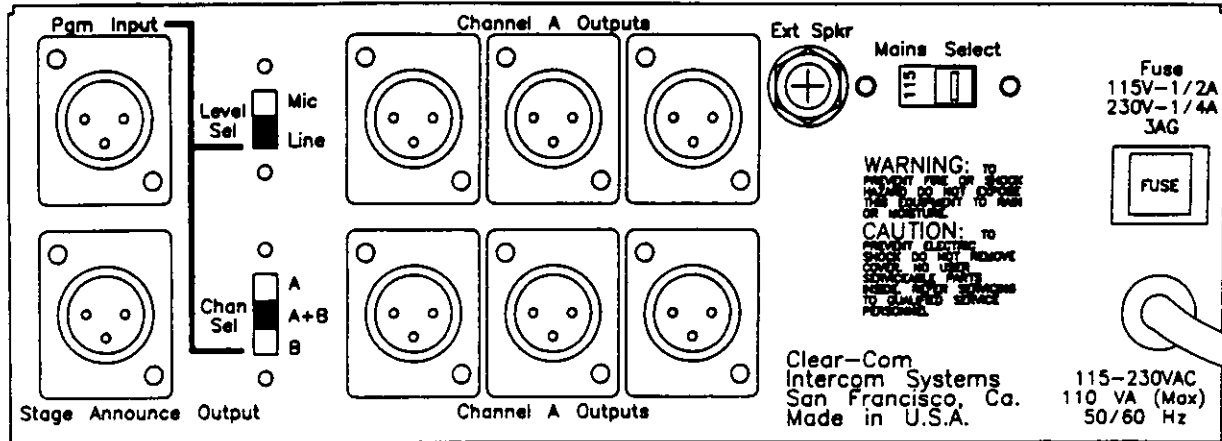 Pgm Input
Channel A Outputs
Ext Spkr
Mains Select
115
Fuse
115V-1/2A
230V-1/4A
3AG
Level
Sel
Mic
Line
FUSE
WARNING: TO
PREVENT FIRE OR SHOCK
HAZARD DO NOT EXPOSE
THIS EQUIPMENT TO RAIN
OR MOISTURE.
CAUTION: TO
PREVENT ELECTRIC
SHOCK DO NOT REMOVE
COVER. NO USER
SERVICEABLE PARTS
INSIDE. REFER SERVICING
TO QUALIFIED SERVICE
PERSONNEL.
Chan
Sel
A
A+B
B
Stage Announce Output
Channel A Outputs
Clear-Com
Intercom Systems
San Francisco, Ca.
Made in U.S.A.
115-230VAC
110 VA (Max)
50/60 Hz